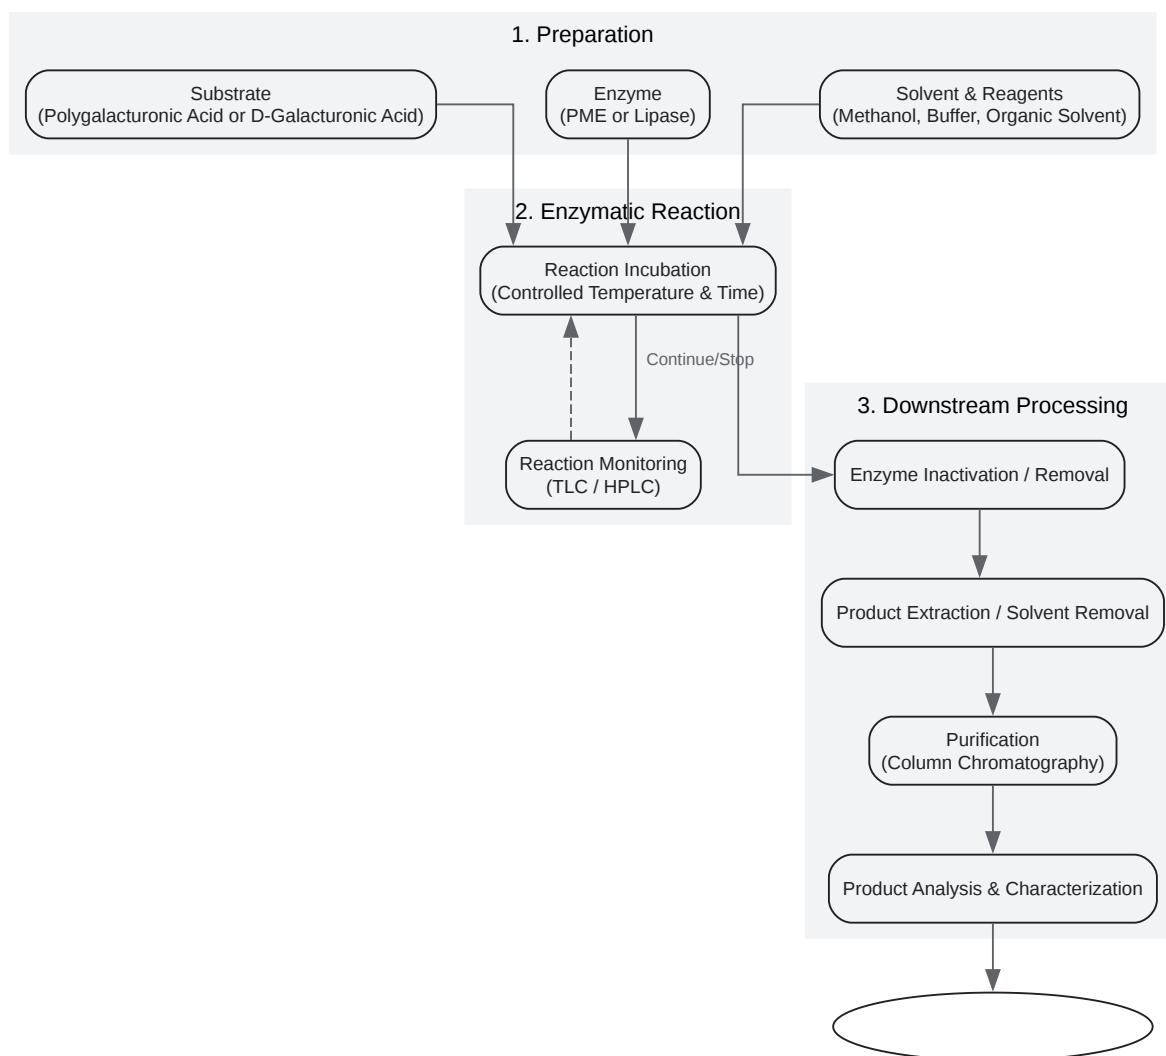 1. Preparation
Substrate
(Polygalacturonic Acid or D-Galacturonic Acid)
Enzyme
(PME or Lipase)
Solvent & Reagents
(Methanol, Buffer, Organic Solvent)
2. Enzymatic Reaction
Reaction Incubation
(Controlled Temperature & Time)
Continue/Stop
Reaction Monitoring
(TLC / HPLC)
3. Downstream Processing
Enzyme Inactivation / Removal
Product Extraction / Solvent Removal
Purification
(Column Chromatography)
Product Analysis & Characterization